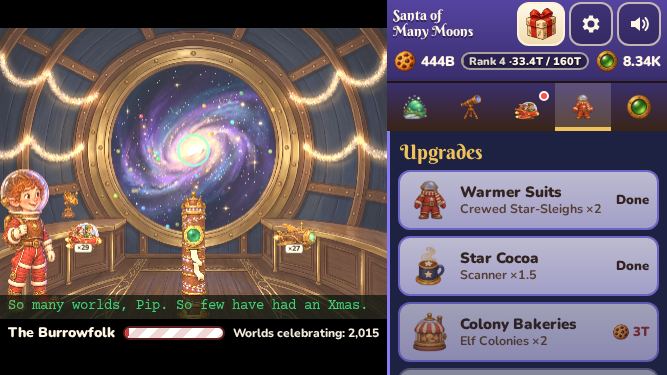 Santa of
Many Moons
444B
Rank 4 ·33.4T / 160T
8.34K
Upgrades
Warmer Suits
Crewed Star-Sleighs ×2
Done
Star Cocoa
Scanner ×1.5
Done
Colony Bakeries
Elf Colonies ×2
3T
×29
×27
So many worlds, Pip. So few have had an Xmas.
The Burrowfolk
Worlds celebrating: 2,015